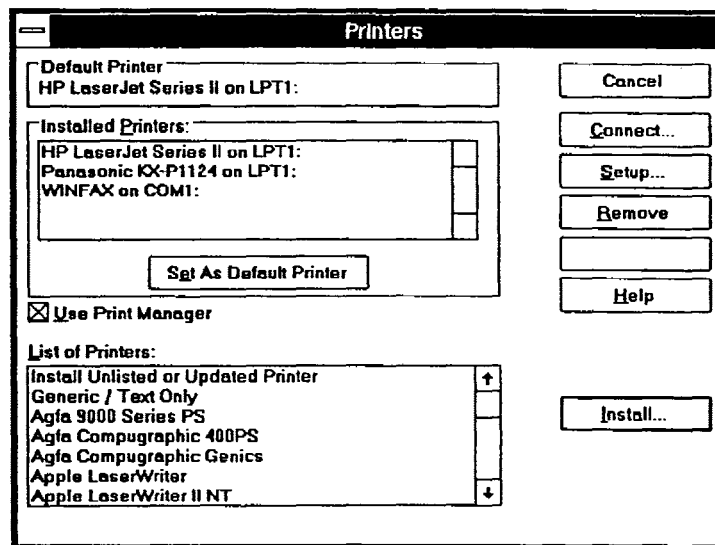 Printers
Default Printer
HP LaserJet Series II on LPT1:
Installed Printers:
HP LaserJet Series II on LPT1:
Panasonic KX-P1124 on LPT1:
WINFAX on COM1:
Set As Default Printer
Use Print Manager
List of Printers:
Install Unlisted or Updated Printer
Generic / Text Only
Agfa 9000 Series PS
Agfa Compugraphic 400PS
Agfa Compugraphic Genics
Apple LaserWriter
Apple LaserWriter II NT
Cancel
Connect...
Setup...
Remove
Help
Install...